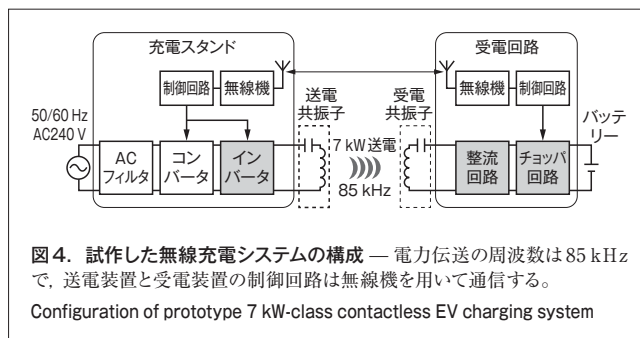 充電スタンド
制御回路
無線機
50/60 Hz
AC240 V
AC
フィルタ
コン
バータ
イン
バータ
送電
共振子
7 kW 送電
85 kHz
受電
共振子
受電回路
無線機
制御回路
整流
回路
チョッパ
回路
バッテ
リー
図4. 試作した無線充電システムの構成 — 電力伝送の周波数は85 kHz
で, 送電装置と受電装置の制御回路は無線機を用いて通信する。
Configuration of prototype 7 kW-class contactless EV charging system